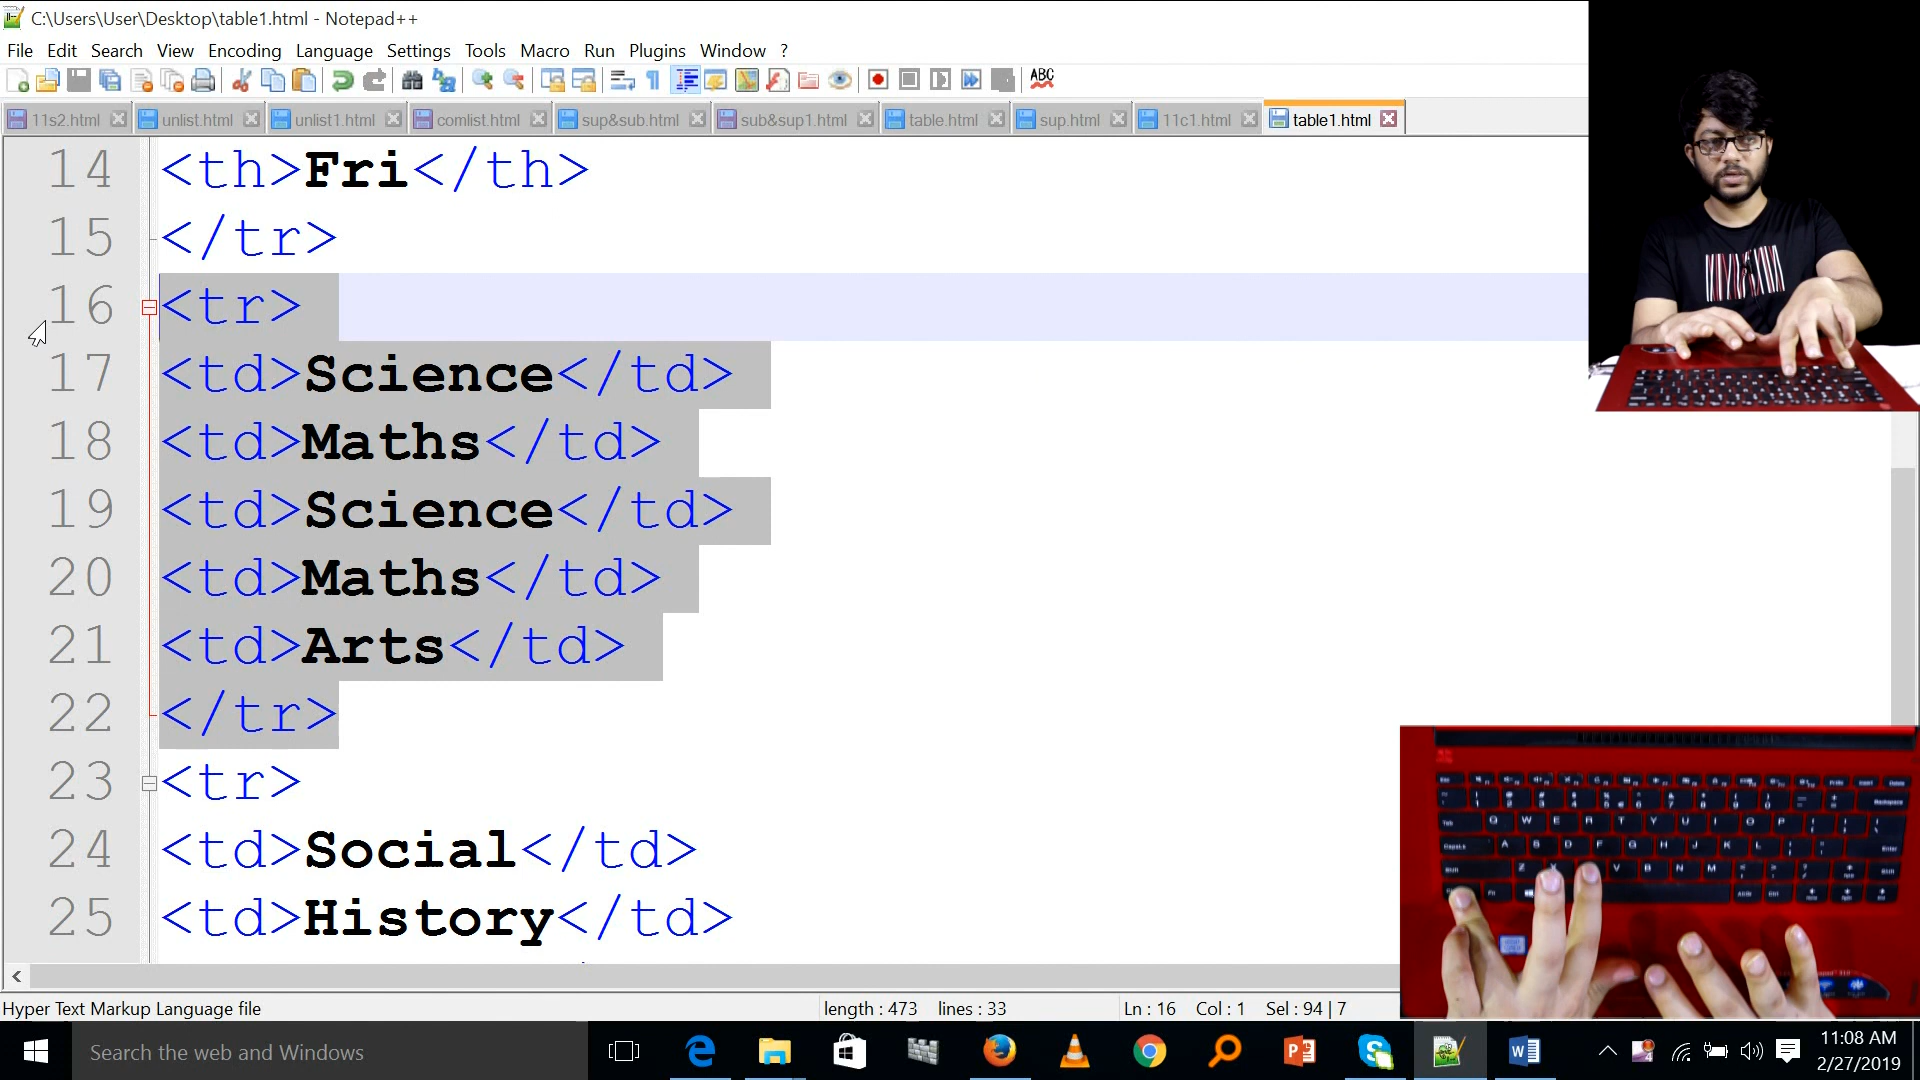 C:\Users\User\Desktop\table1.html - Notepad++
File Edit Search View Encoding Language Settings Tools Macro Run Plugins Window ?
ABC
11s2.html unlist.html unlist1.html comlist.html sup&sub.html sub&sup1.html table.html sup.html 11c1.html table1.html
14 <th>Fri</th>
15 </tr>
16 <tr>
17 <td>Science</td>
18 <td>Maths</td>
19 <td>Science</td>
20 <td>Maths</td>
21 <td>Arts</td>
22 </tr>
23 <tr>
24 <td>Social</td>
25 <td>History</td>
Hyper Text Markup Language file length : 473 lines : 33 Ln : 16 Col : 1 Sel : 94 | 7
Search the web and Windows
11:08 AM
2/27/2019